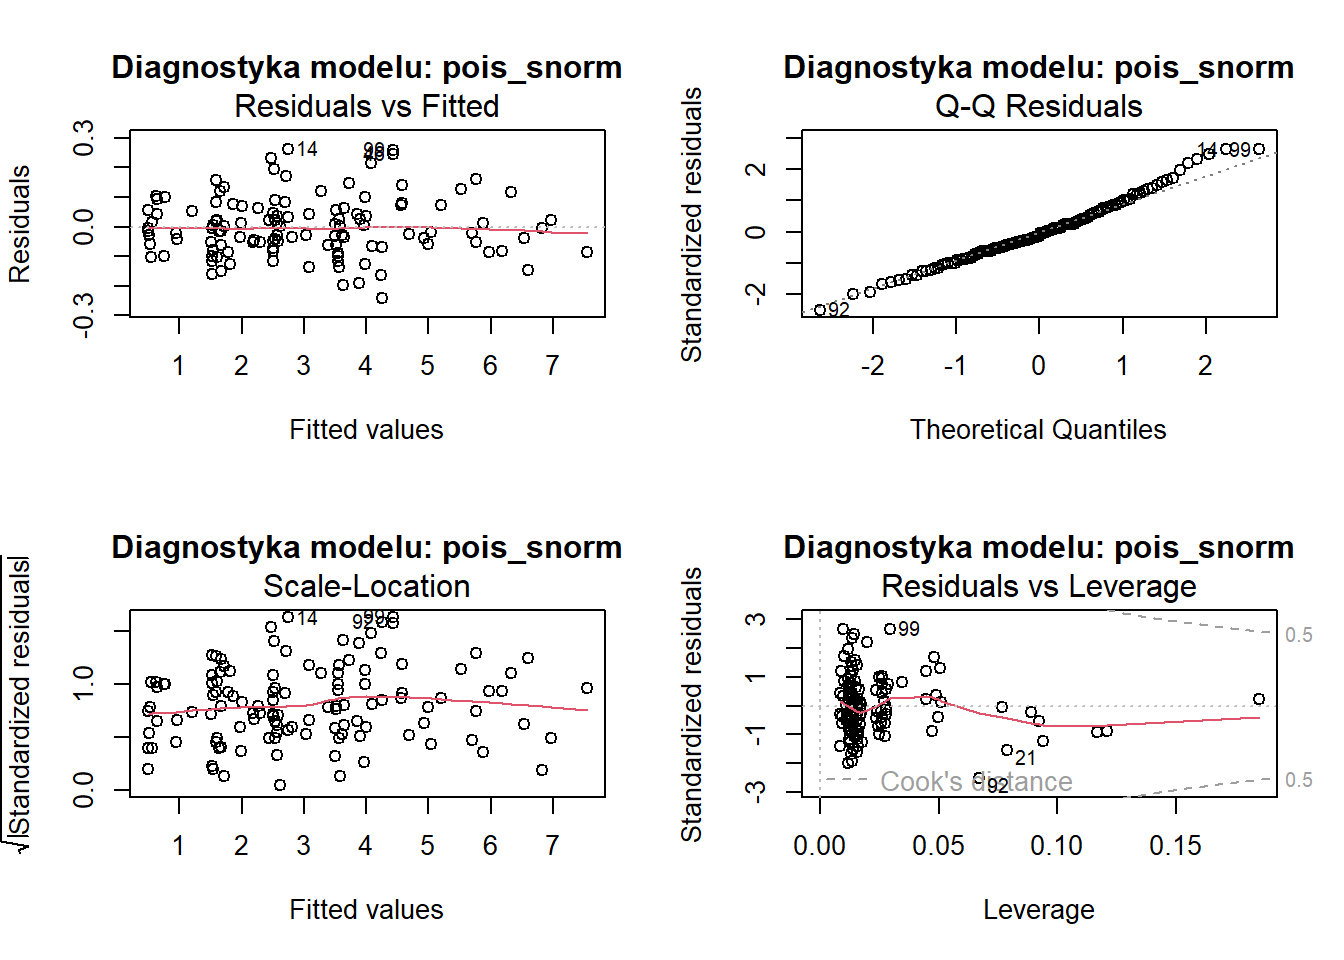 Diagnostyka modelu: pois_snorm
Residuals vs Fitted
Residuals
0.3
0.0
-0.3
14
99
1 2 3 4 5 6 7
Fitted values
Diagnostyka modelu: pois_snorm
Q-Q Residuals
Standardized residuals
2
0
-2
14 99
92
-2 -1 0 1 2
Theoretical Quantiles
Diagnostyka modelu: pois_snorm
Scale-Location
√|Standardized residuals|
1.0
0.0
14
99
92
1 2 3 4 5 6 7
Fitted values
Diagnostyka modelu: pois_snorm
Residuals vs Leverage
Standardized residuals
3
1
-1
-3
99
21
92
Cook's distance
0.5
0.5
0.00 0.05 0.10 0.15
Leverage